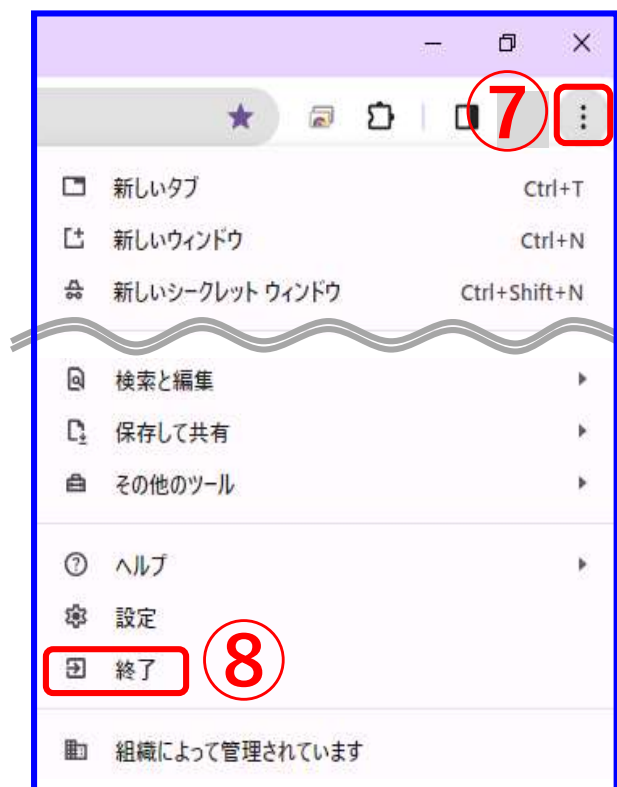 ⑦
新しいタブ Ctrl+T
新しいウィンドウ Ctrl+N
新しいシークレット ウィンドウ Ctrl+Shift+N
検索と編集
保存して共有
その他のツール
ヘルプ
設定
終了 ⑧
組織によって管理されています